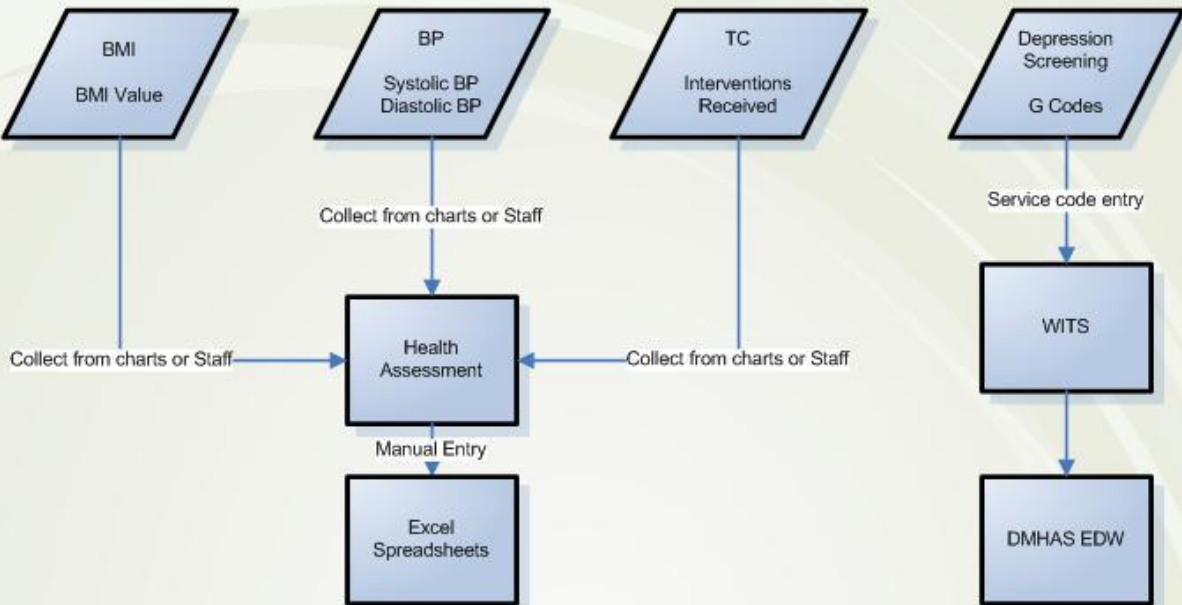 BMI
BMI Value
BP
Systolic BP
Diastolic BP
TC
Interventions
Received
Depression
Screening
G Codes
Collect from charts or Staff
Service code entry
Collect from charts or Staff
Health
Assessment
Collect from charts or Staff
WITS
Manual Entry
Excel
Spreadsheets
DMHAS EDW